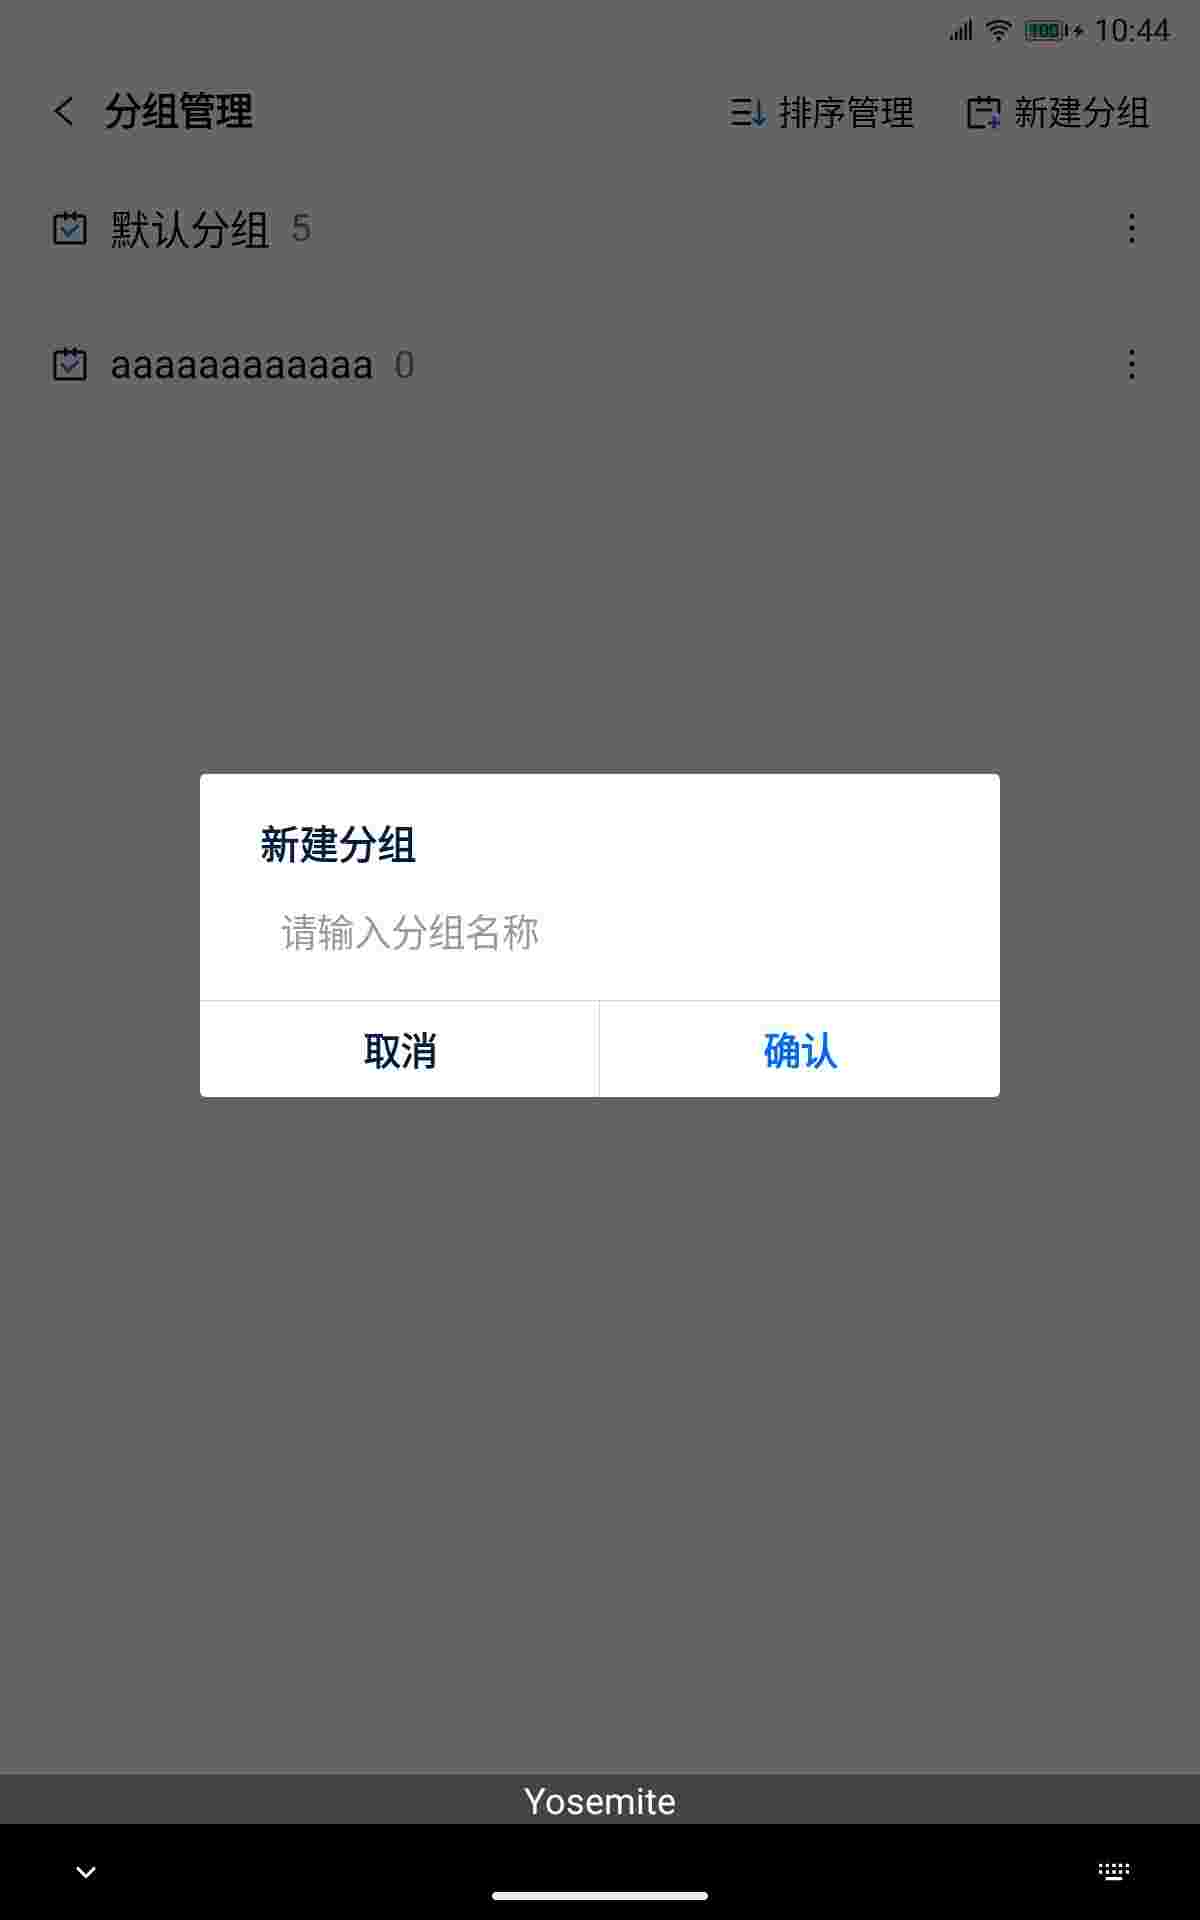 100 10:44
分组管理 排序管理 新建分组
默认分组 5
aaaaaaaaaaaa 0
新建分组
请输入分组名称
取消 确认
Yosemite